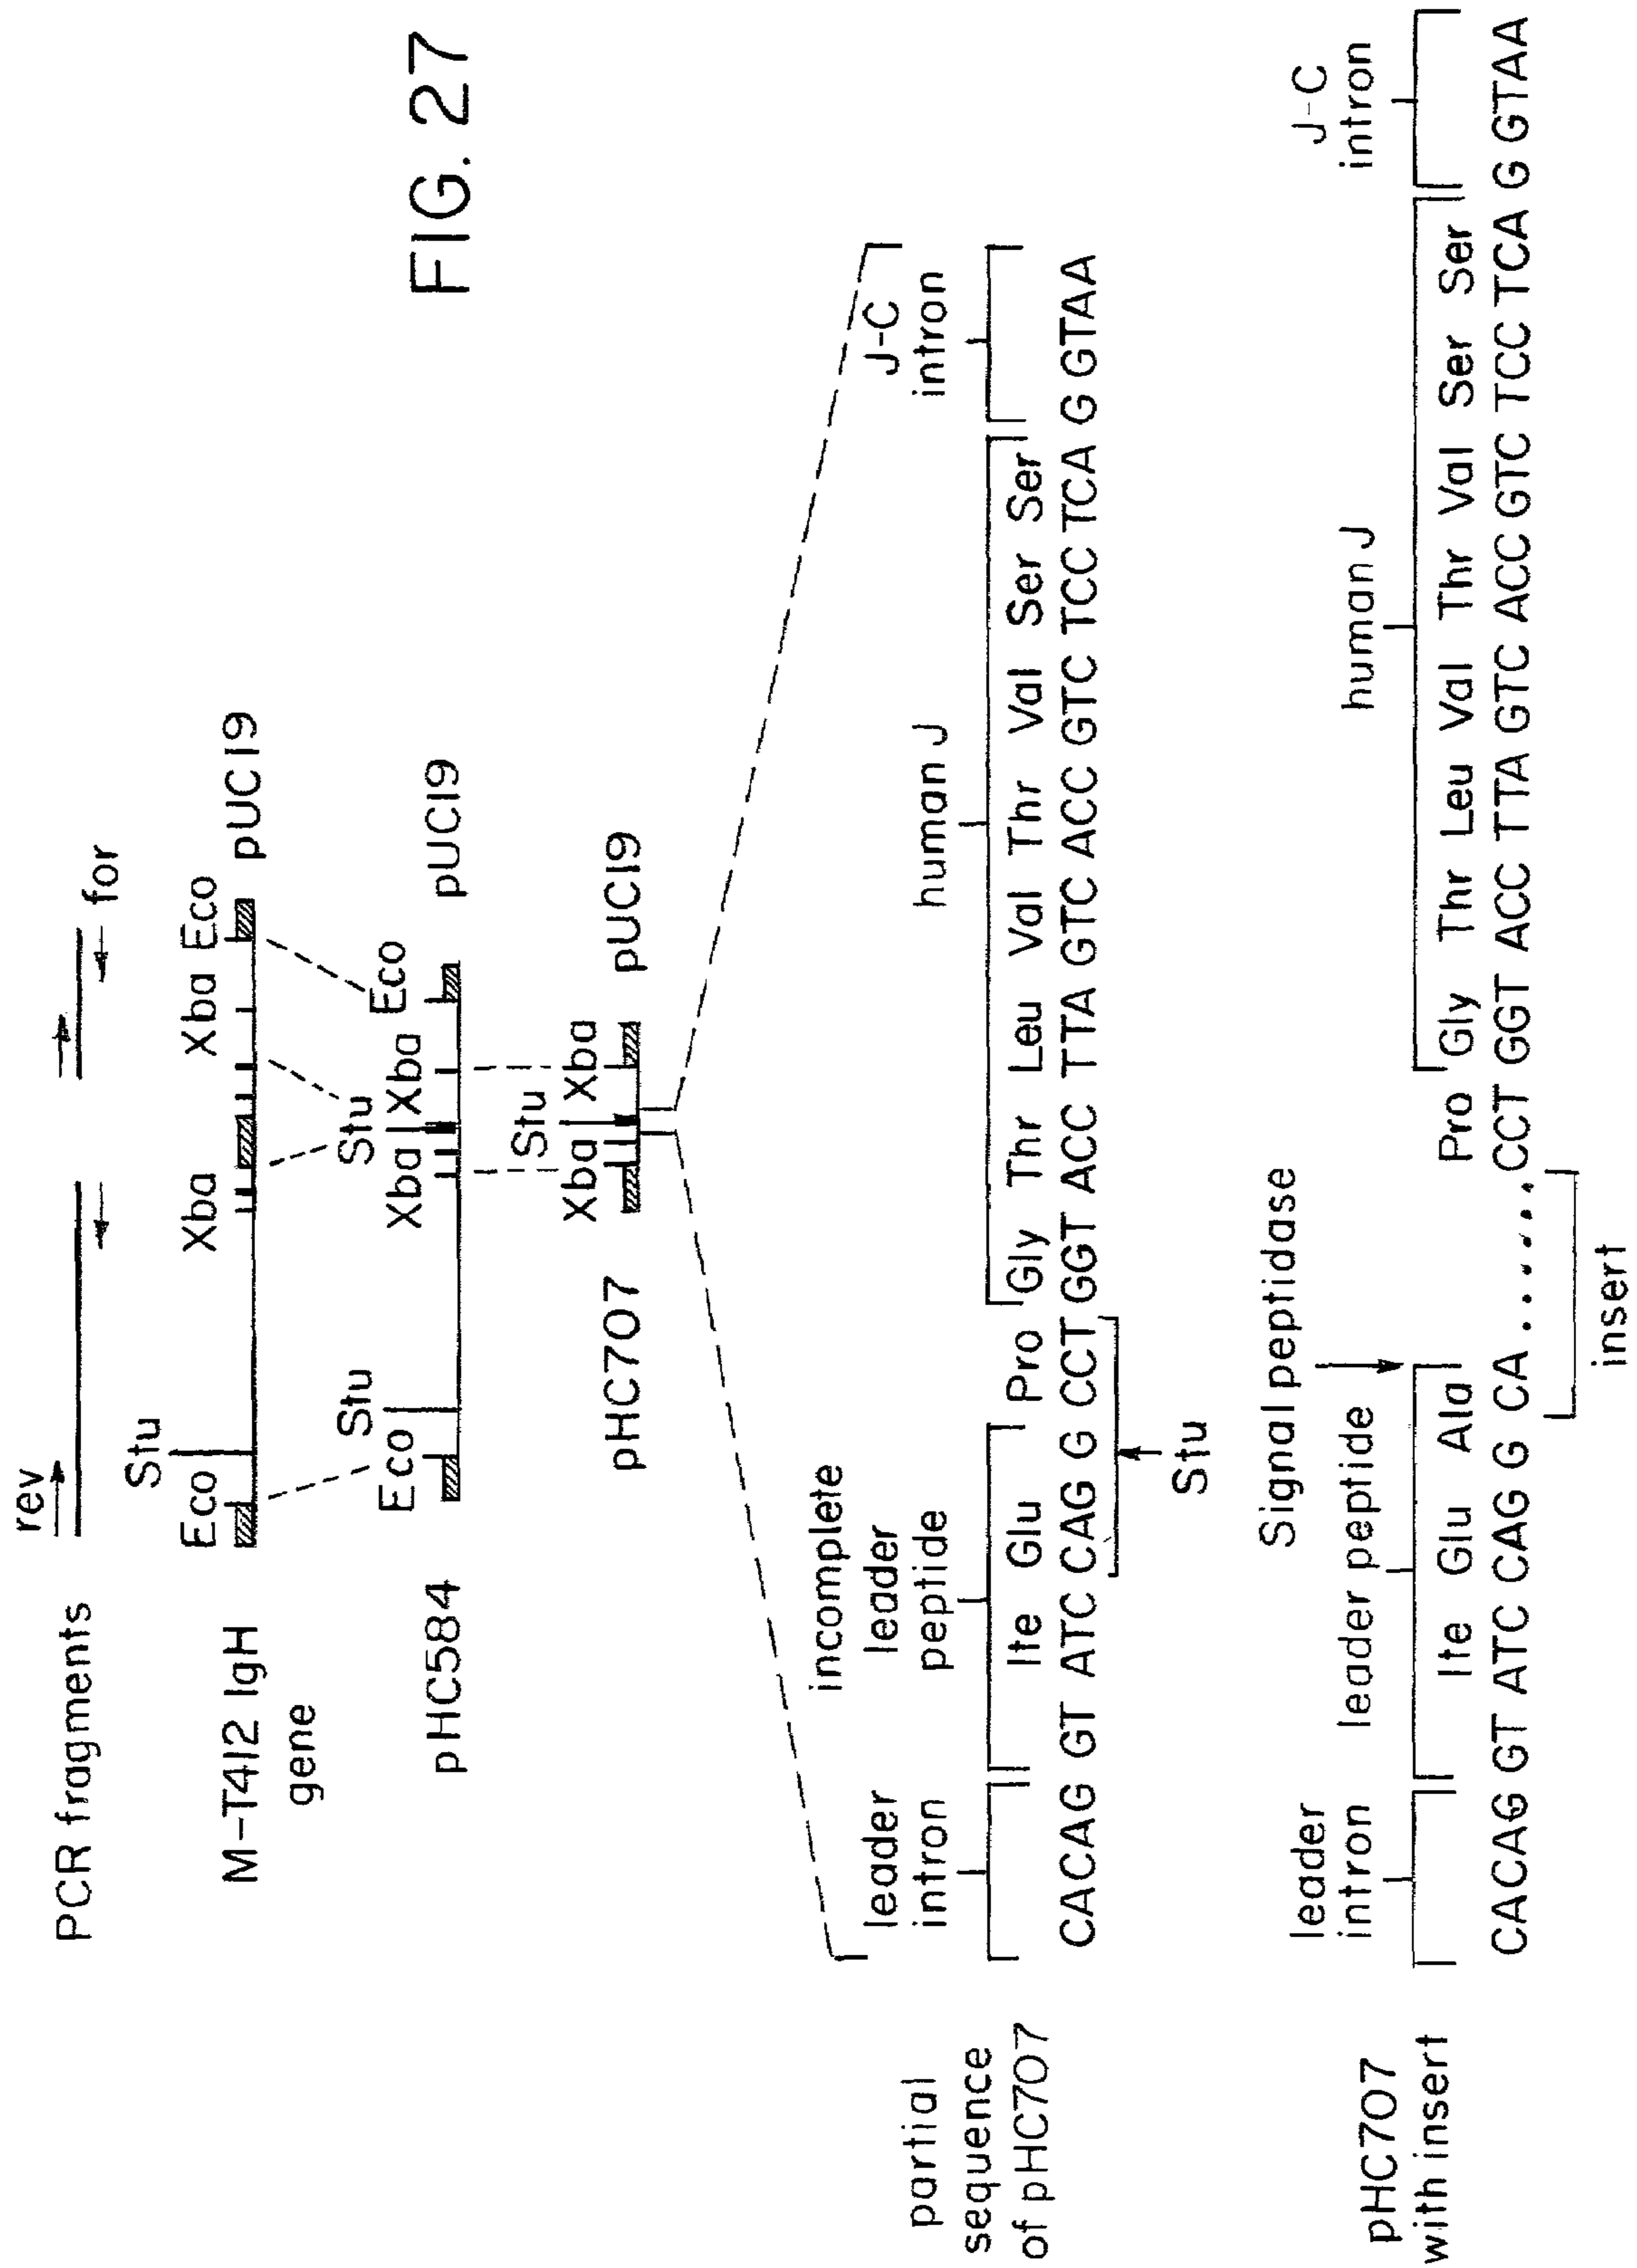 FIG. 27
PCR fragments
rev
for
M-T412 IgH
gene
Eco
Stu
Xba
Xba
Eco
pUC19
pHC584
Eco
Stu
Xba
Stu
Xba
Eco
pUC19
pHC707
Xba
Stu
Xba
pUC19
partial
sequence
of pHC707
leader
intron
incomplete
leader
peptide
human J
J-C
intron
Ite Glu Pro Gly Thr Leu Val Thr Val Ser Ser
CACAG GT ATC CAG G CCT GGT ACC TTA GTC ACC GTC TCC TCA G GTAA
Stu
pHC707
with insert
leader
intron
leader peptide
Signal peptidase
human J
J-C
intron
Ite Glu Ala Pro Gly Thr Leu Val Thr Val Ser Ser
CACAG GT ATC CAG G CA.......CCT GGT ACC TTA GTC ACC GTC TCC TCA G GTAA
insert